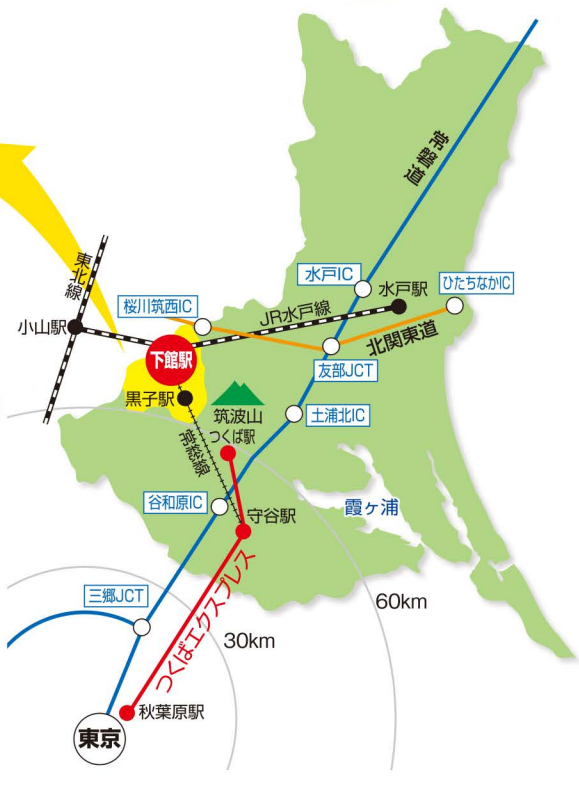 常磐道
水戸IC
水戸駅
ひたちなかIC
東北線
桜川筑西IC
JR水戸線
小山駅
北関東道
下館駅
友部JCT
黒子駅
筑波山
土浦北IC
つくば駅
常総線
谷和原IC
守谷駅
霞ヶ浦
つくばエクスプレス
三郷JCT
60km
30km
秋葉原駅
東京